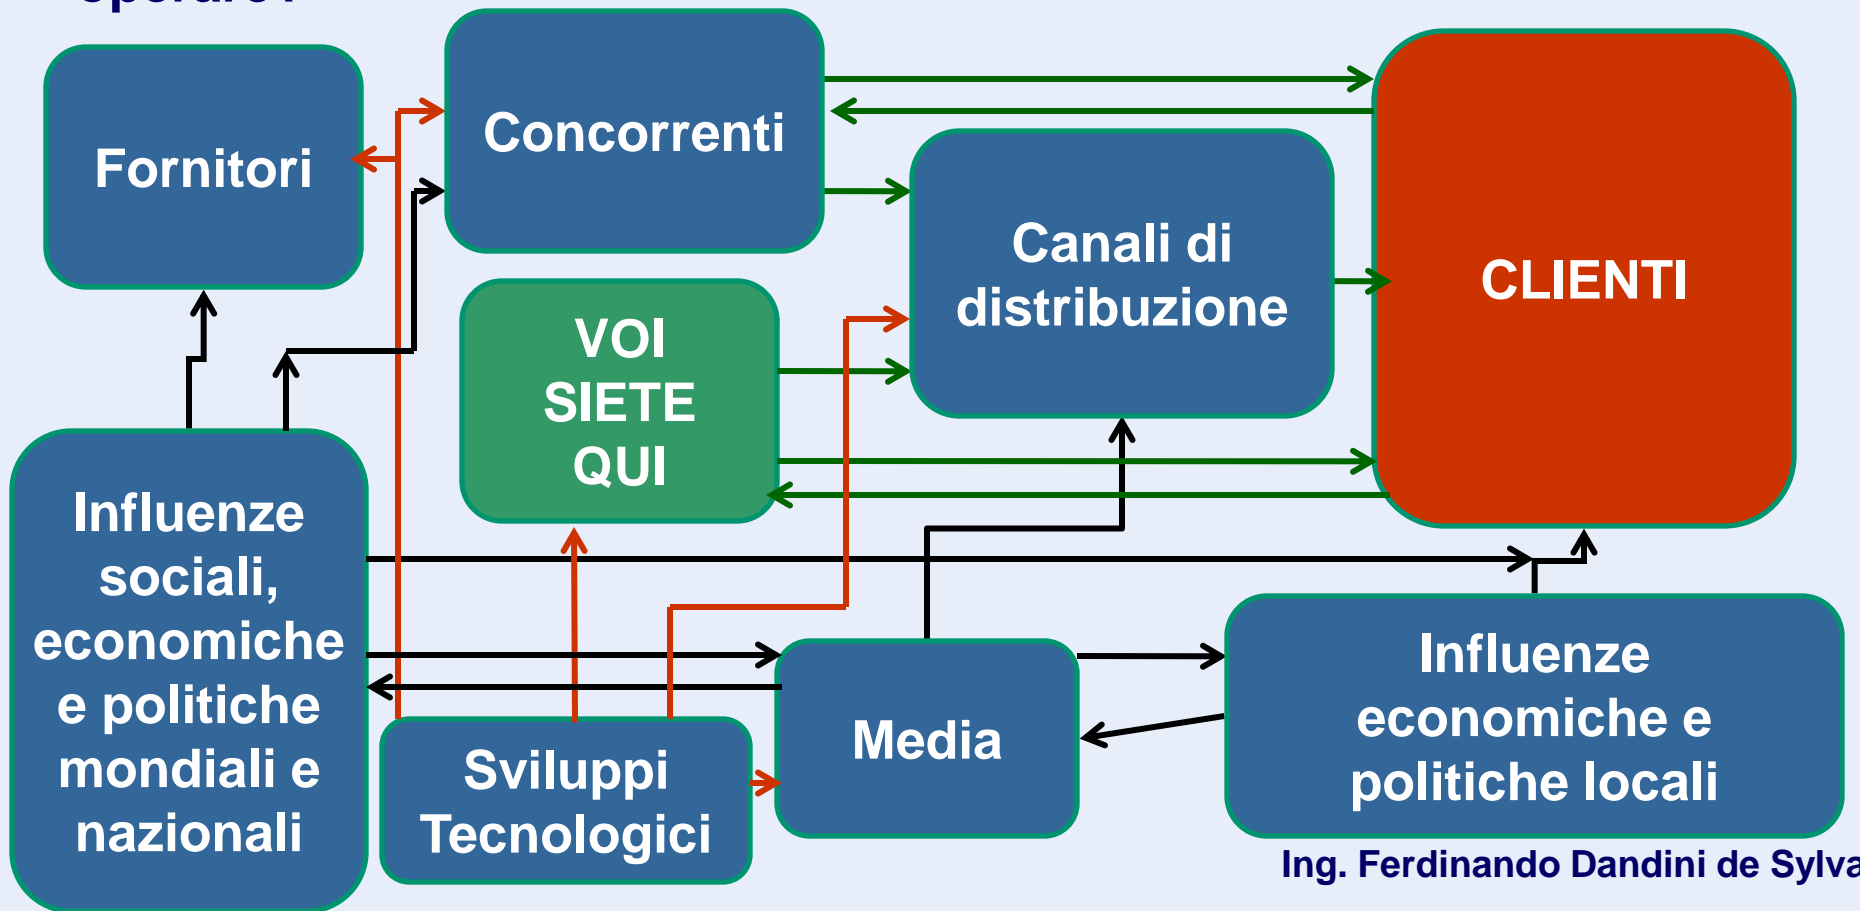 Fornitori
Concorrenti
Canali di
distribuzione
CLIENTI
VOI
SIETE
QUI
Influenze
sociali,
economiche
e politiche
mondiali e
nazionali
Sviluppi
Tecnologici
Media
Influenze
economiche e
politiche locali
Ing. Ferdinando Dandini de Sylva